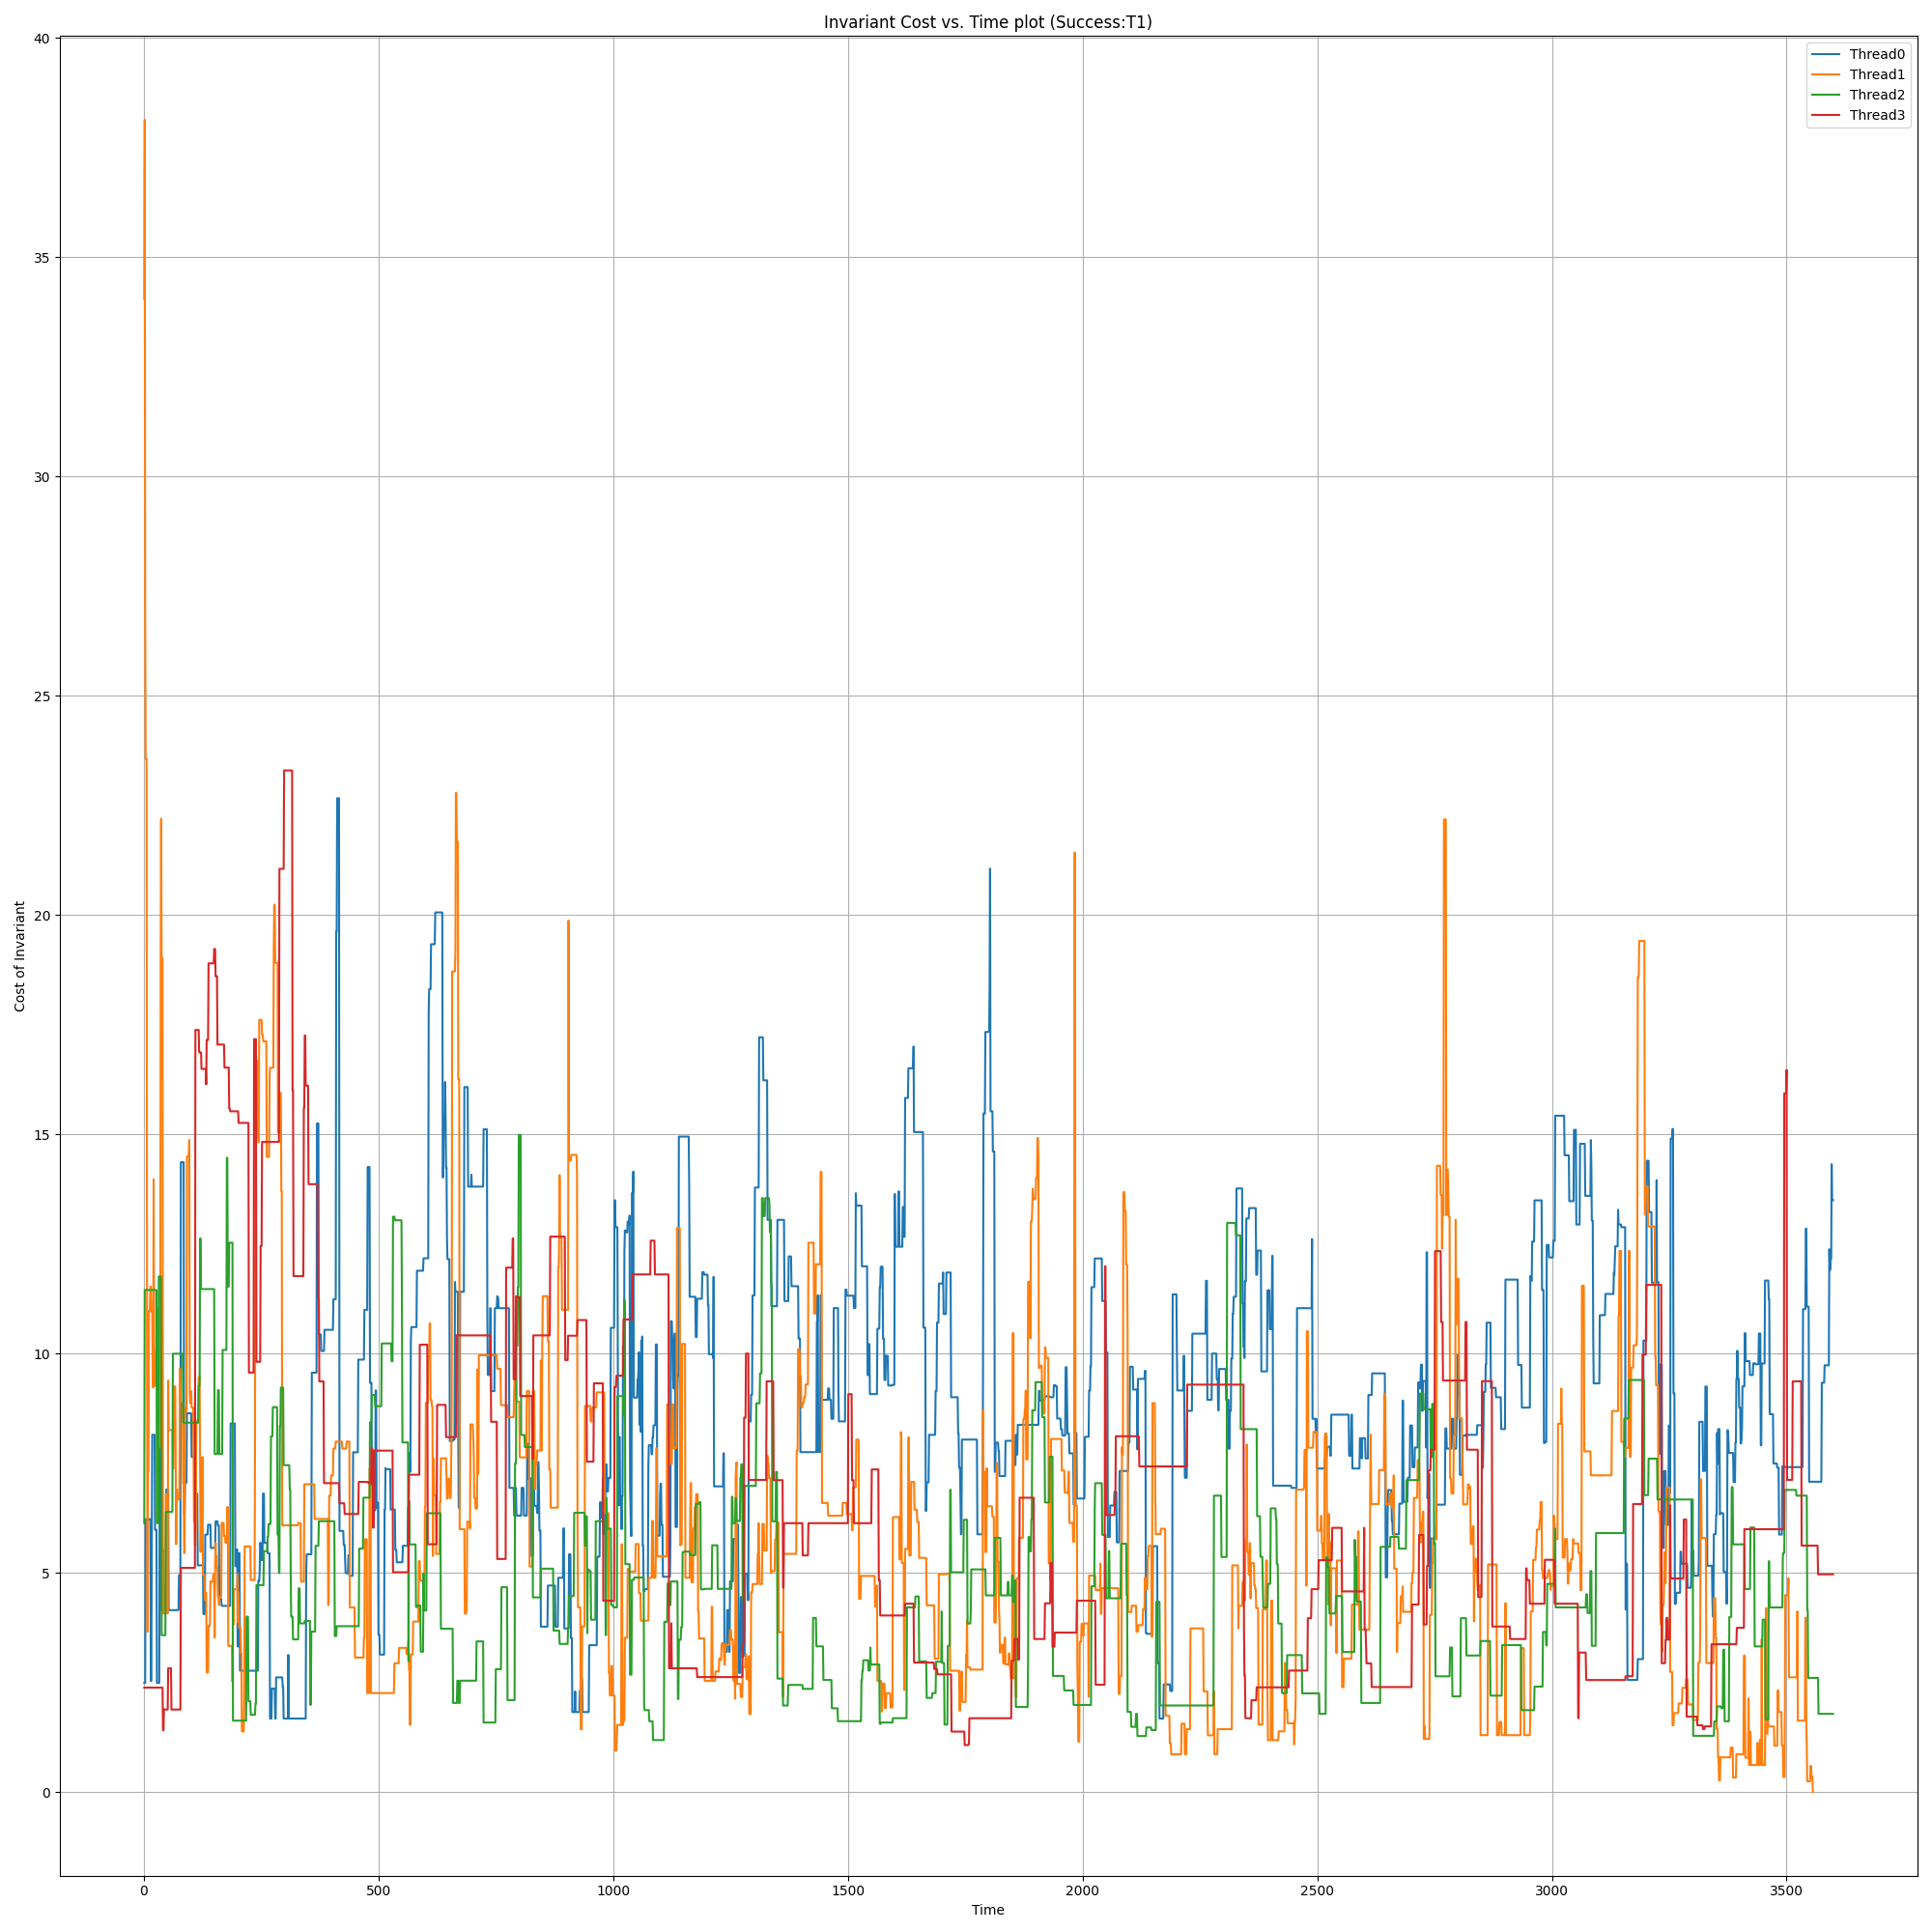 Invariant Cost vs. Time plot (Success:T1)
Thread0
Thread1
Thread2
Thread3
Cost of Invariant
40
35
30
25
20
15
10
5
0
0 500 1000 1500 2000 2500 3000 3500
Time